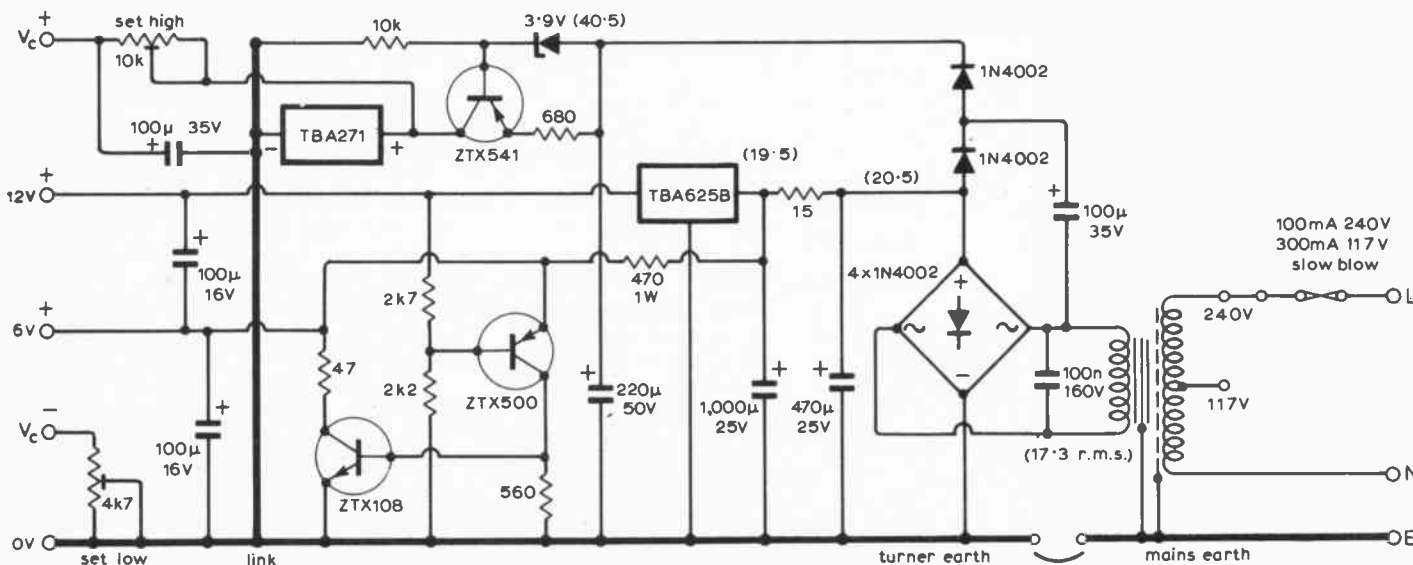 +
Vc
set high
10k
10k
3·9V (40·5)
1N4002
100µ
35V
+
-
TBA271
+
ZTX541
680
1N4002
+
12V
TBA625B
(19·5)
15
(20·5)
+
100µ
35V
100mA 240V
300mA 117V
slow blow
+
100µ
16V
2k7
470
1W
4×1N4002
+
-
240V
L
+
6V
47
2k2
ZTX500
+
220µ
50V
+
1,000µ
25V
+
470µ
25V
100n
160V
117V
-
Vc
4k7
+
100µ
16V
ZTX108
560
(17·3 r.m.s.)
N
0V
set low
link
turner earth
mains earth
E